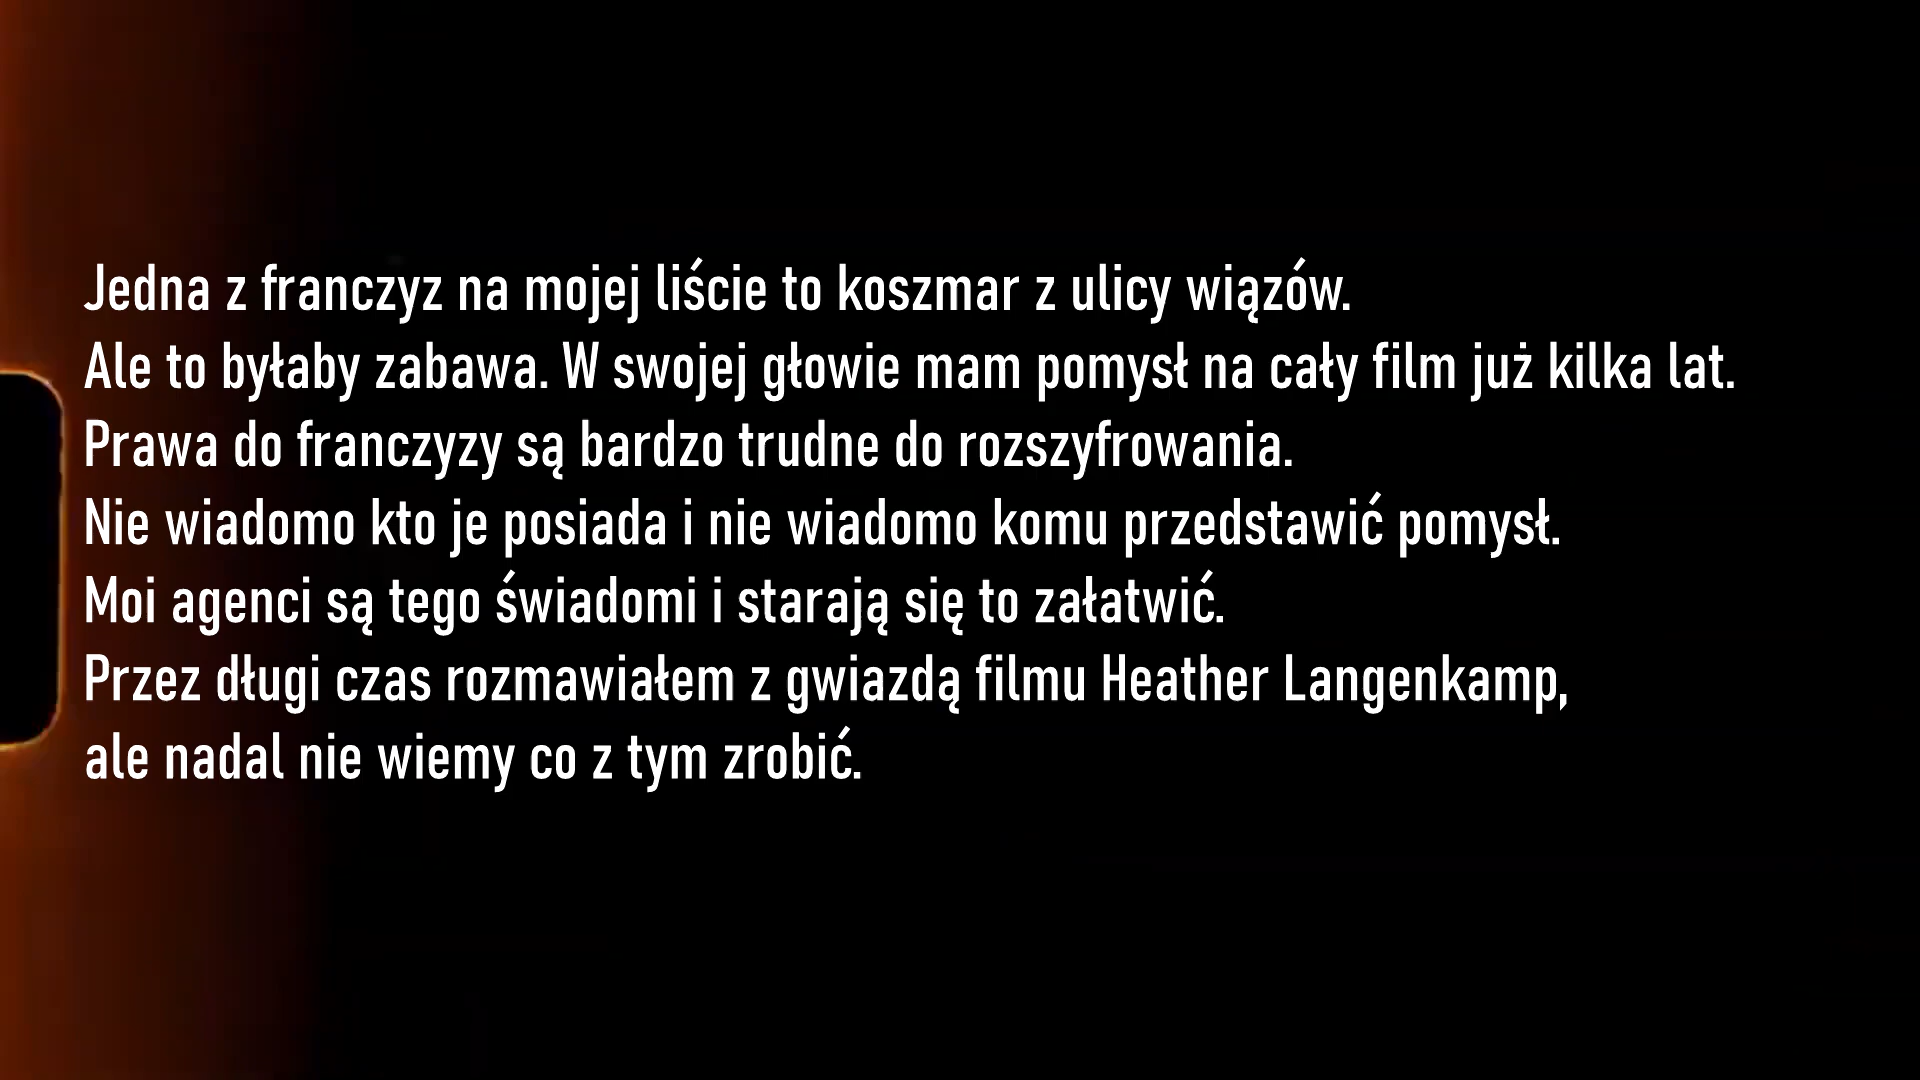 Jedna z franczyz na mojej liście to koszmar z ulicy wiązów.
Ale to byłaby zabawa. W swojej głowie mam pomysł na cały film już kilka lat.
Prawa do franczyzy są bardzo trudne do rozszyfrowania.
Nie wiadomo kto je posiada i nie wiadomo komu przedstawić pomysł.
Moi agenci są tego świadomi i starają się to załatwić.
Przez długi czas rozmawiałem z gwiazdą filmu Heather Langenkamp,
ale nadal nie wiemy co z tym zrobić.